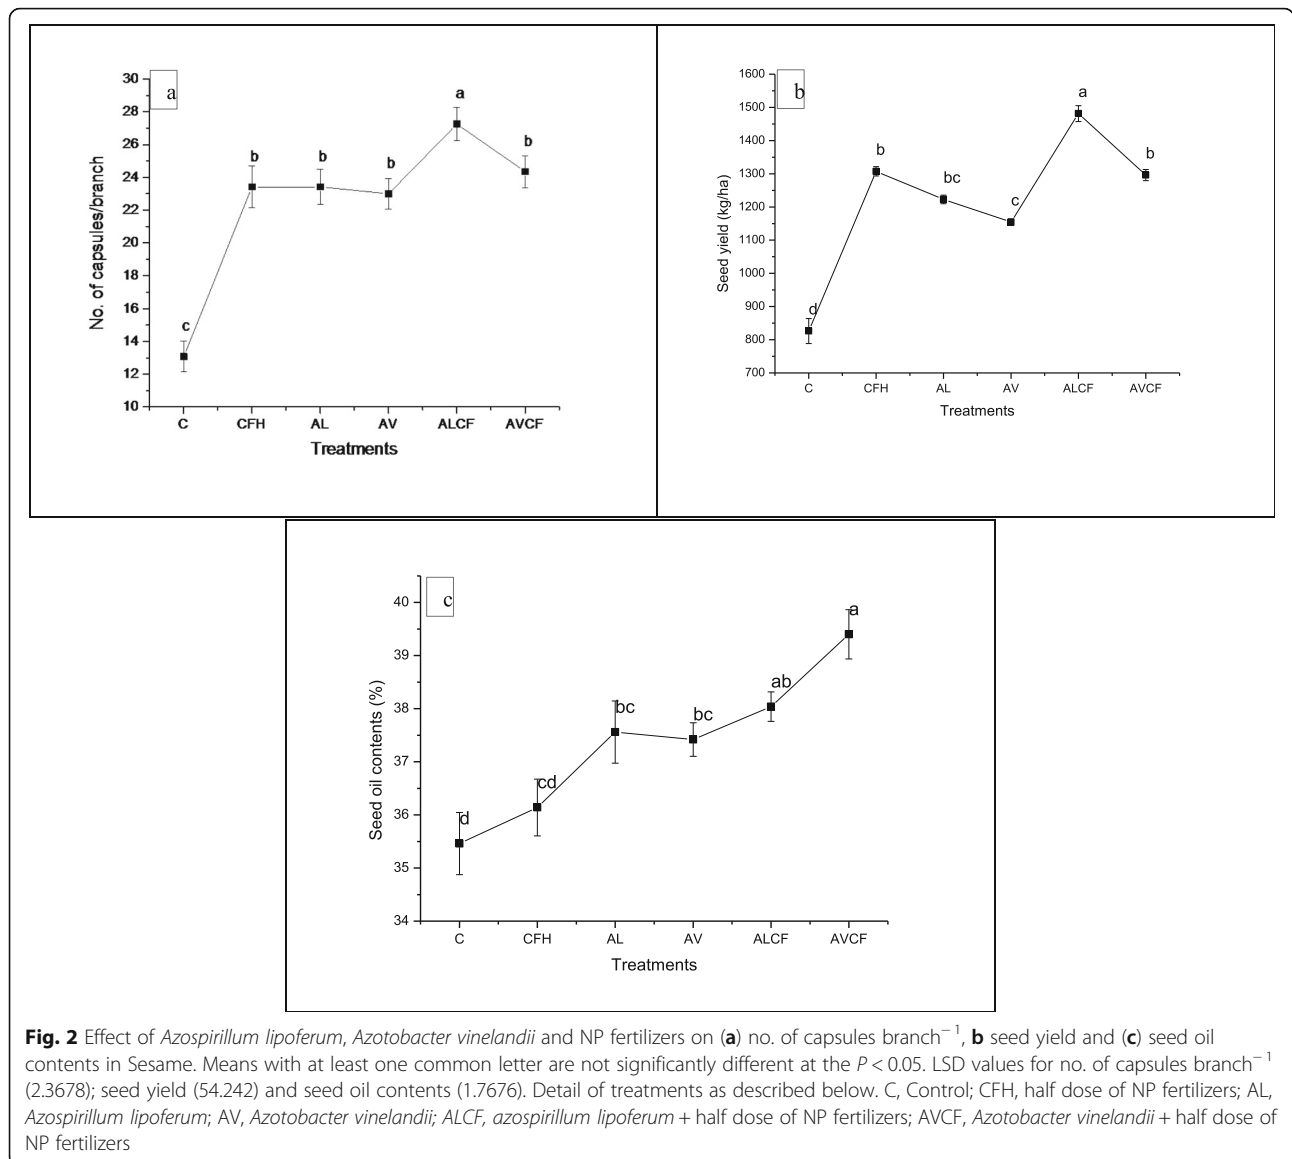 a
30
28
26
24
22
20
18
16
14
12
10
No. of capsules/branch
c
b
b
b
a
b
C CFH AL AV ALCF AVCF
Treatments
b
1600
1500
1400
1300
1200
1100
1000
900
800
700
Seed yield (kg/ha)
d
b
bc
c
a
b
C CFH AL AV ALCF AVCF
Treatments
c
40
39
38
37
36
35
34
Seed oil contents (%)
d
cd
bc
bc
ab
a
C CFH AL AV ALCF AVCF
Treatments
Fig. 2 Effect of Azospirillum lipoferum, Azotobacter vinelandii and NP fertilizers on (a) no. of capsules branch⁻¹, b seed yield and (c) seed oil
contents in Sesame. Means with at least one common letter are not significantly different at the P < 0.05. LSD values for no. of capsules branch⁻¹
(2.3678); seed yield (54.242) and seed oil contents (1.7676). Detail of treatments as described below. C, Control; CFH, half dose of NP fertilizers; AL,
Azospirillum lipoferum; AV, Azotobacter vinelandii; ALCF, azospirillum lipoferum + half dose of NP fertilizers; AVCF, Azotobacter vinelandii + half dose of
NP fertilizers